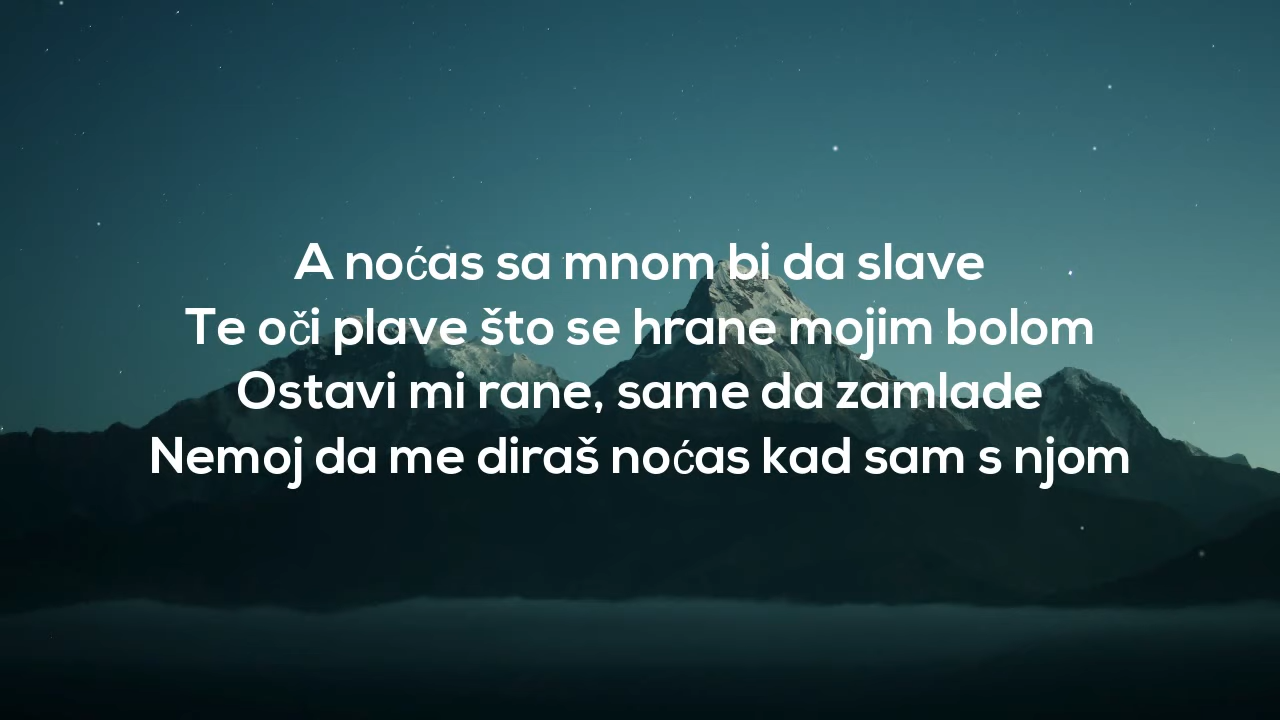 A noćas sa mnom bi da slave
Te oči plave što se hrane mojim bolom
Ostavi mi rane, same da zamlade
Nemoj da me diraš noćas kad sam s njom